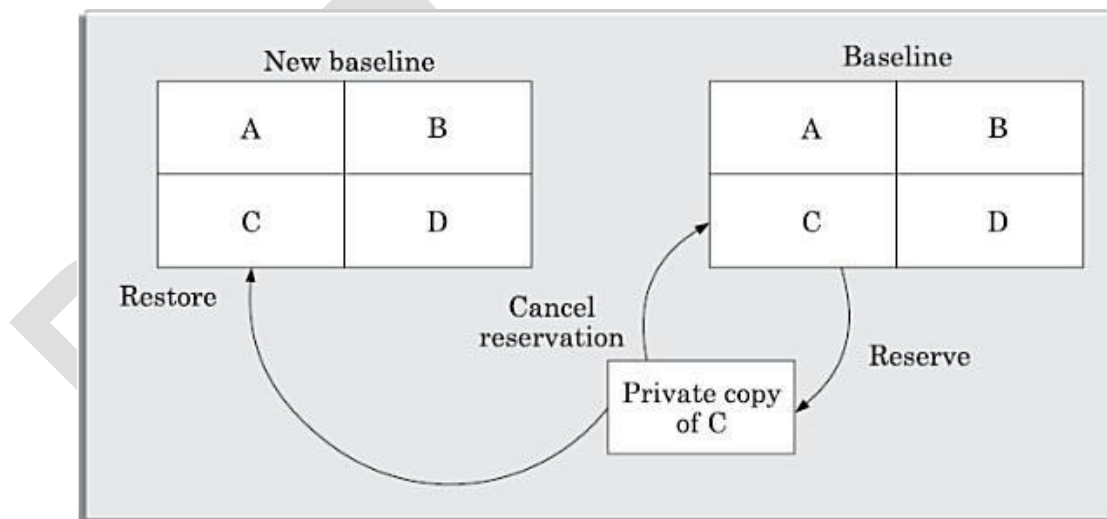 New baseline
A
B
C
D
Baseline
A
B
C
D
Restore
Cancel
reservation
Reserve
Private copy
of C